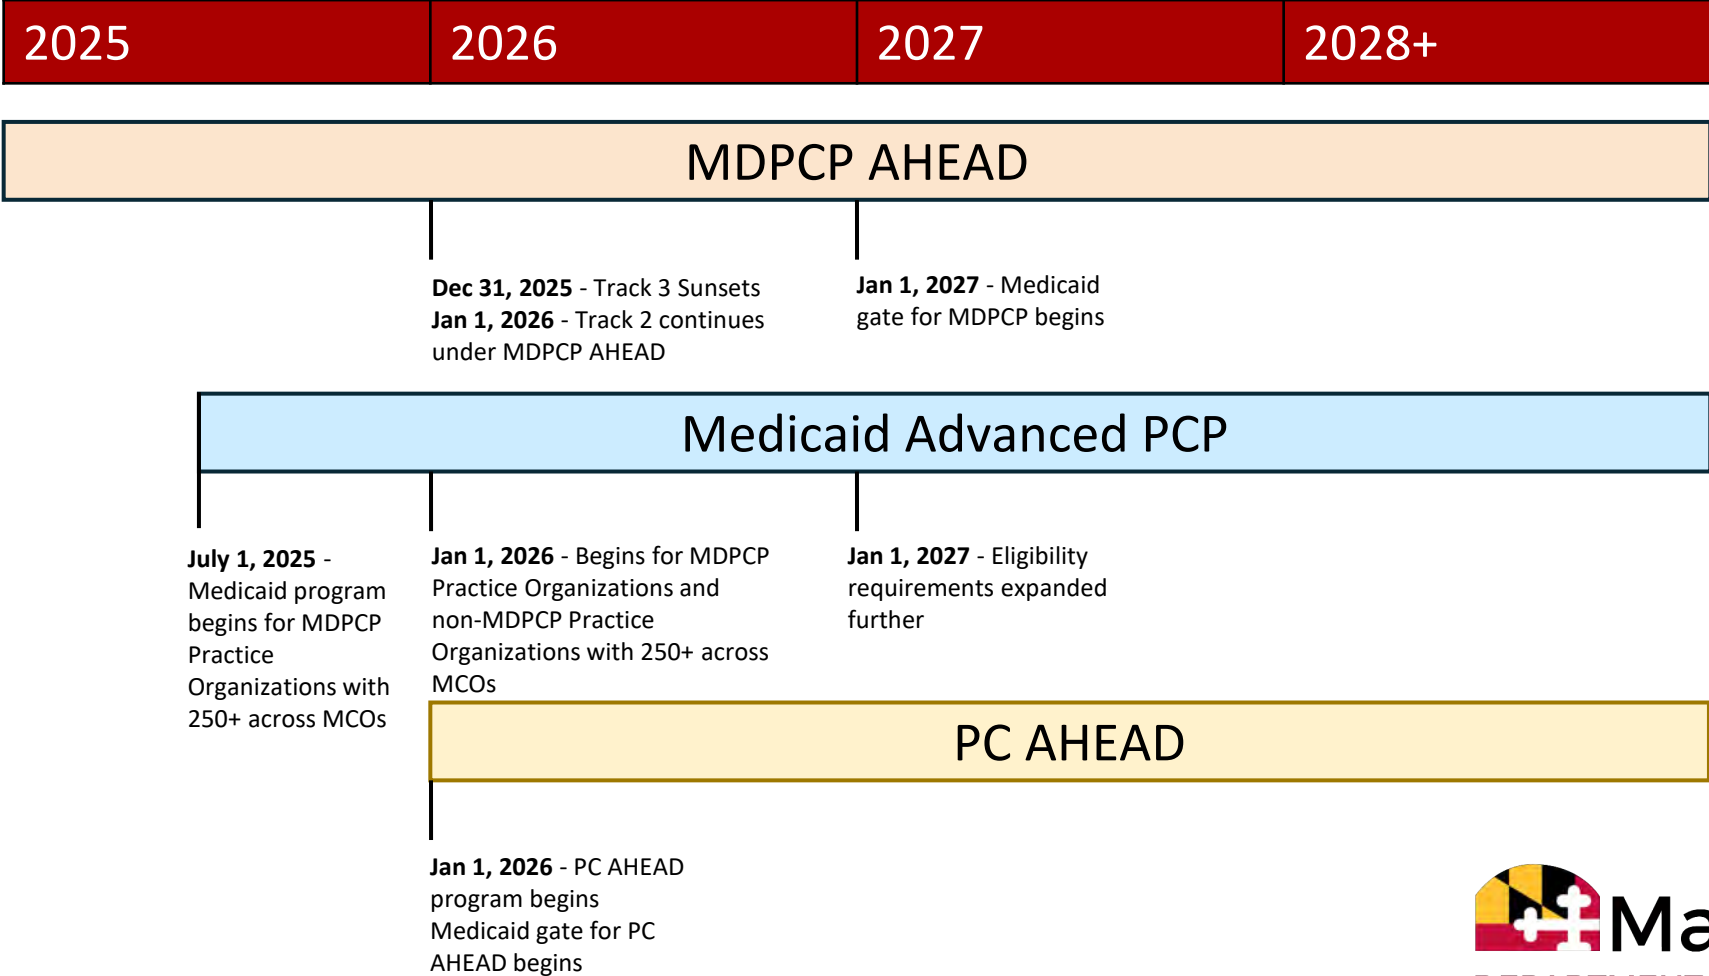 2025 2026 2027 2028+
MDPCP AHEAD
Dec 31, 2025 - Track 3 Sunsets
Jan 1, 2026 - Track 2 continues
under MDPCP AHEAD
Jan 1, 2027 - Medicaid
gate for MDPCP begins
Medicaid Advanced PCP
July 1, 2025 -
Medicaid program
begins for MDPCP
Practice
Organizations with
250+ across MCOs
Jan 1, 2026 - Begins for MDPCP
Practice Organizations and
non-MDPCP Practice
Organizations with 250+ across
MCOs
Jan 1, 2027 - Eligibility
requirements expanded
further
PC AHEAD
Jan 1, 2026 - PC AHEAD
program begins
Medicaid gate for PC
AHEAD begins
Ma